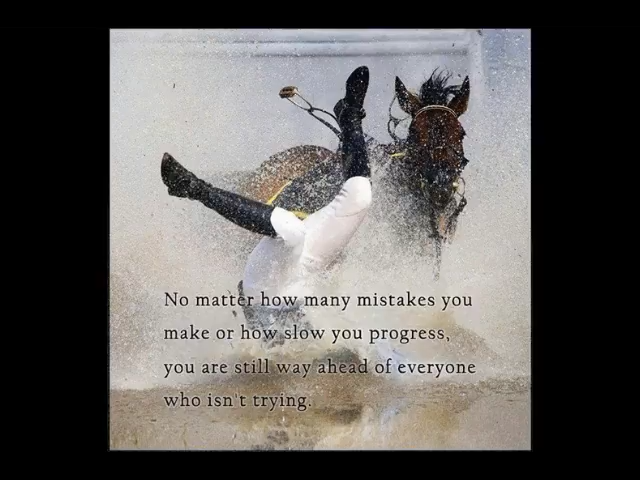 No matter how many mistakes you
make or how slow you progress,
you are still way ahead of everyone
who isn't trying.